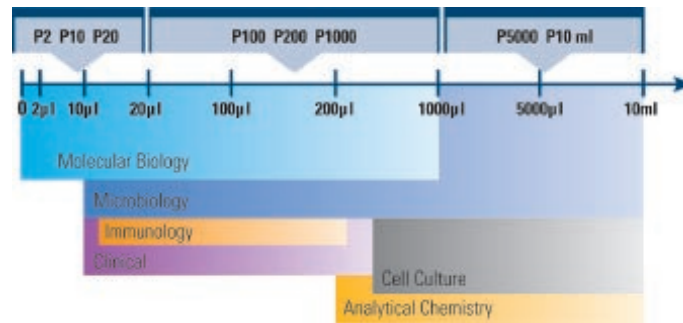 P2 P10 P20 P100 P200 P1000 P5000 P10 ml
0 2µl 10µl 20µl 100µl 200µl 1000µl 5000µl 10ml
Molecular Biology
Microbiology
Immunology
Clinical
Cell Culture
Analytical Chemistry